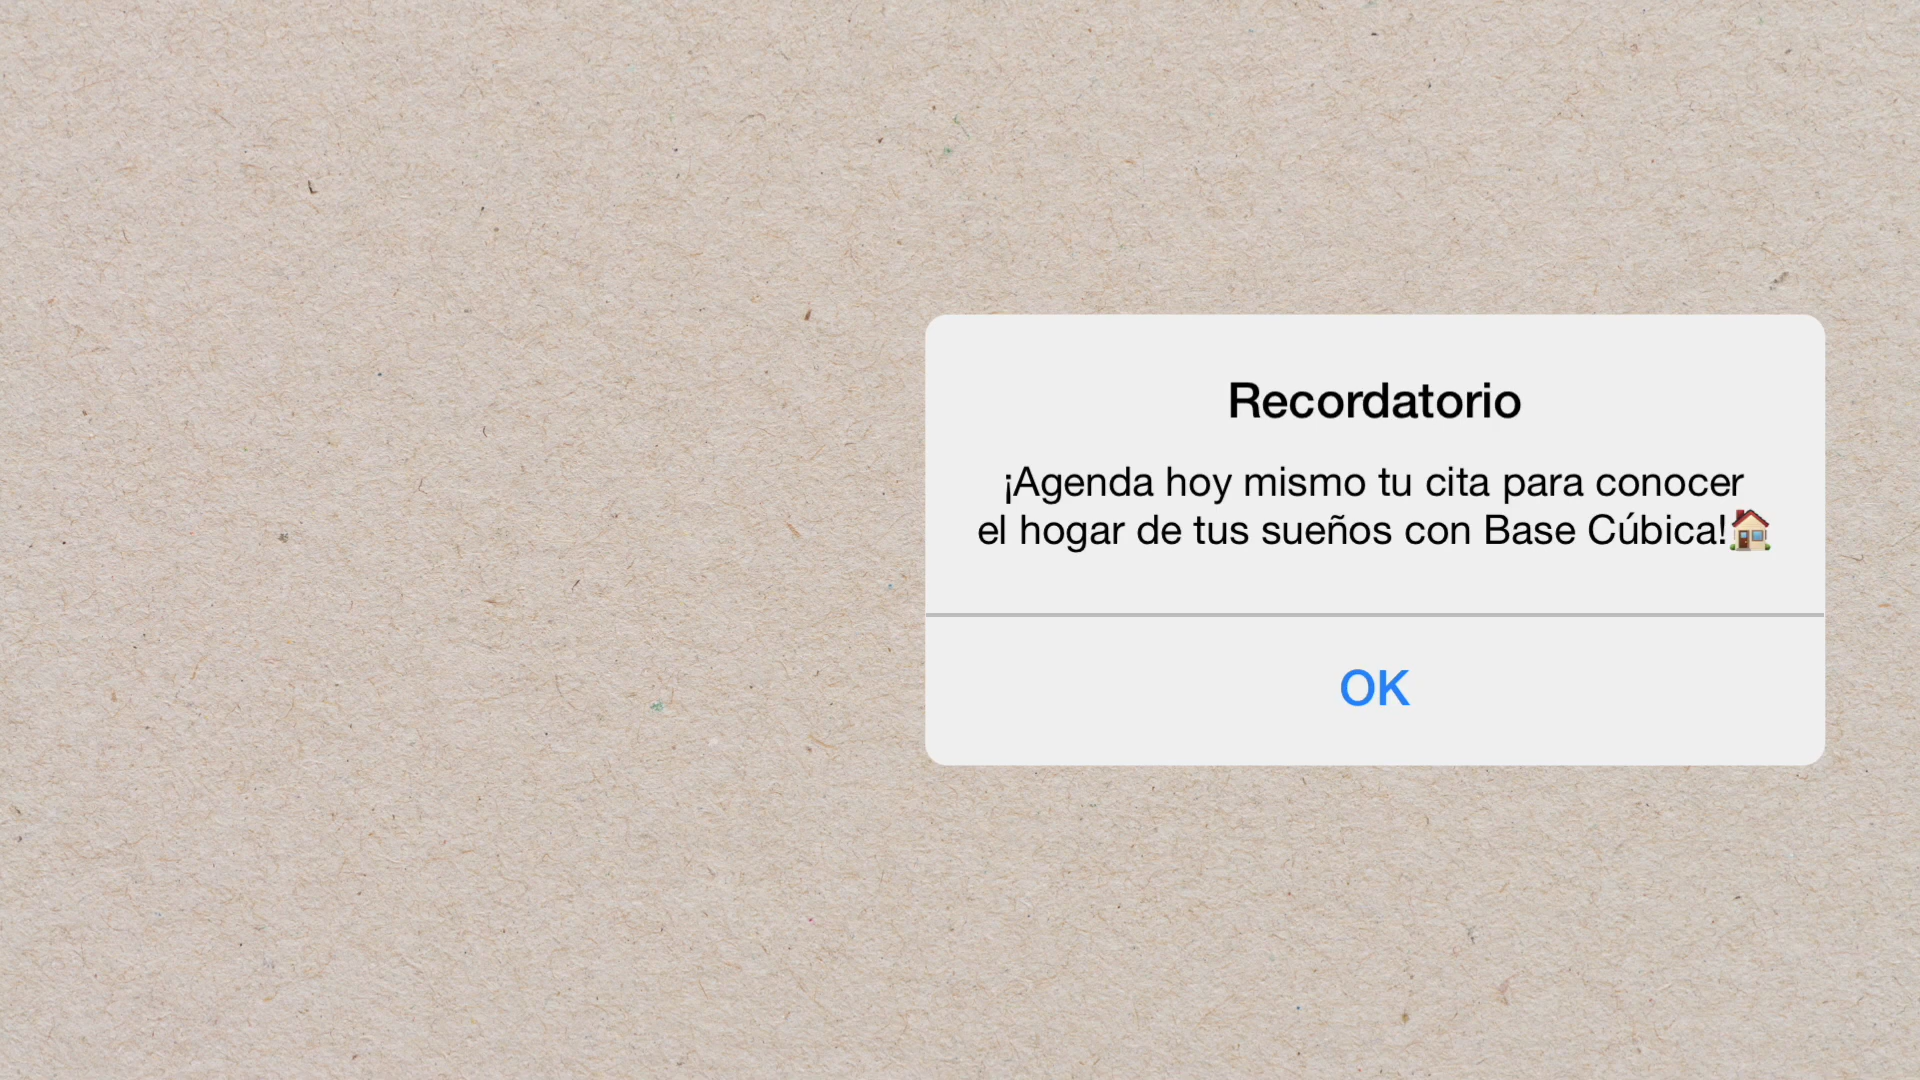 Recordatorio
¡Agenda hoy mismo tu cita para conocer
el hogar de tus sueños con Base Cúbica!🏠
OK